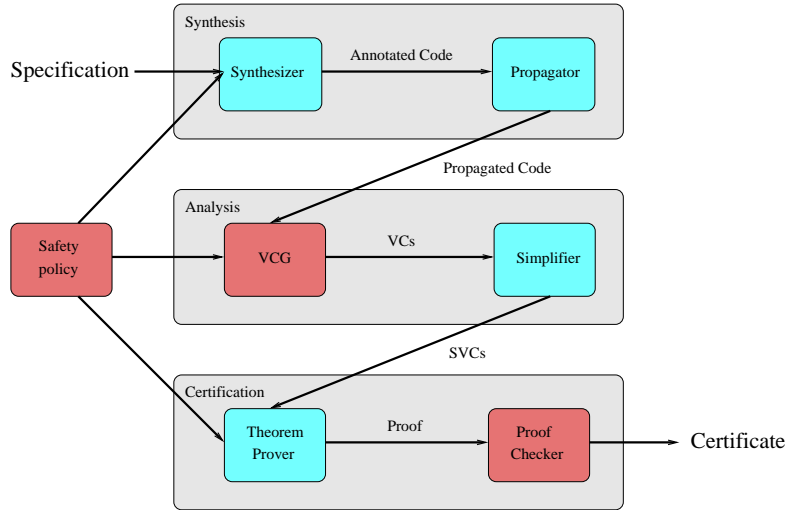 Synthesis
Specification
Synthesizer
Annotated Code
Propagator
Propagated Code
Analysis
Safety
policy
VCG
VCs
Simplifier
SVCs
Certification
Theorem
Prover
Proof
Proof
Checker
Certificate